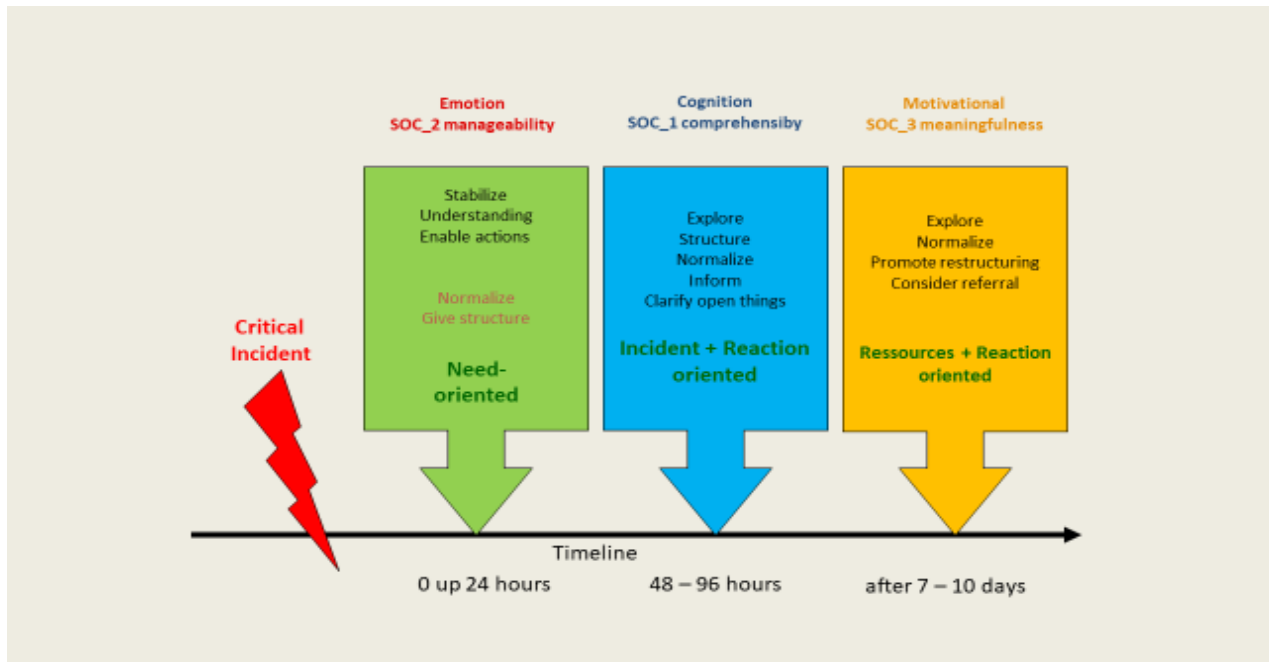 Emotion
SOC_2 manageability
Cognition
SOC_1 comprehensiby
Motivational
SOC_3 meaningfulness
Critical
Incident
Stabilize
Understanding
Enable actions
Normalize
Give structure
Need-
oriented
Explore
Structure
Normalize
Inform
Clarify open things
Incident + Reaction
oriented
Explore
Normalize
Promote restructuring
Consider referral
Ressources + Reaction
oriented
Timeline
0 up 24 hours
48 – 96 hours
after 7 – 10 days